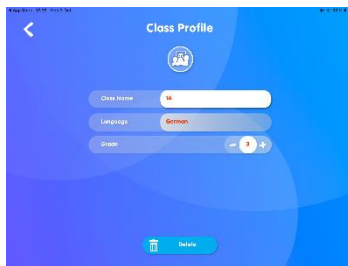 Class Profile
Class Name
Language German
Grade - 3 +
Delete